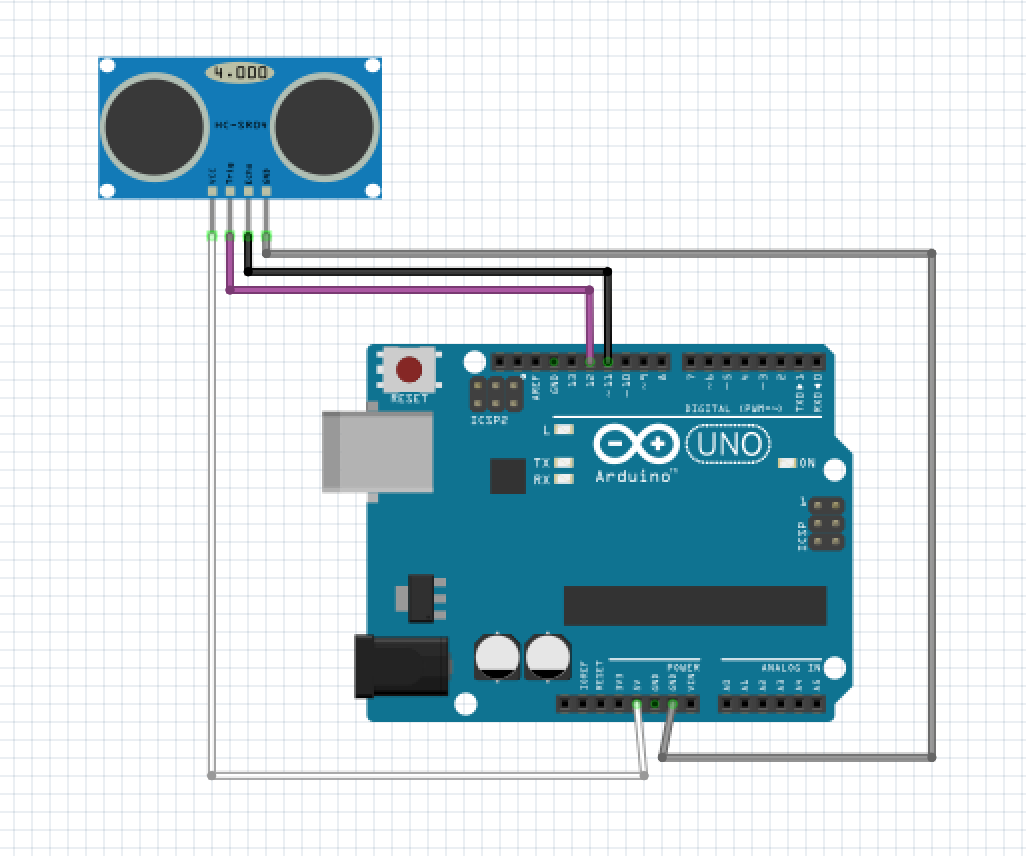 4.000
HC-SR04
VCC Trig Echo GND
RESET
AREF GND 13 12 ~11 ~10 ~9 8 7 ~6 ~5 4 ~3 2 TXD▶1 RXD◀0
DIGITAL (PWM=~)
ICSP2
L
TX
RX
UNO
ON
Arduino™
1
ICSP
POWER
ANALOG IN
IOREF RESET 3V3 5V GND GND VIN A0 A1 A2 A3 A4 A5